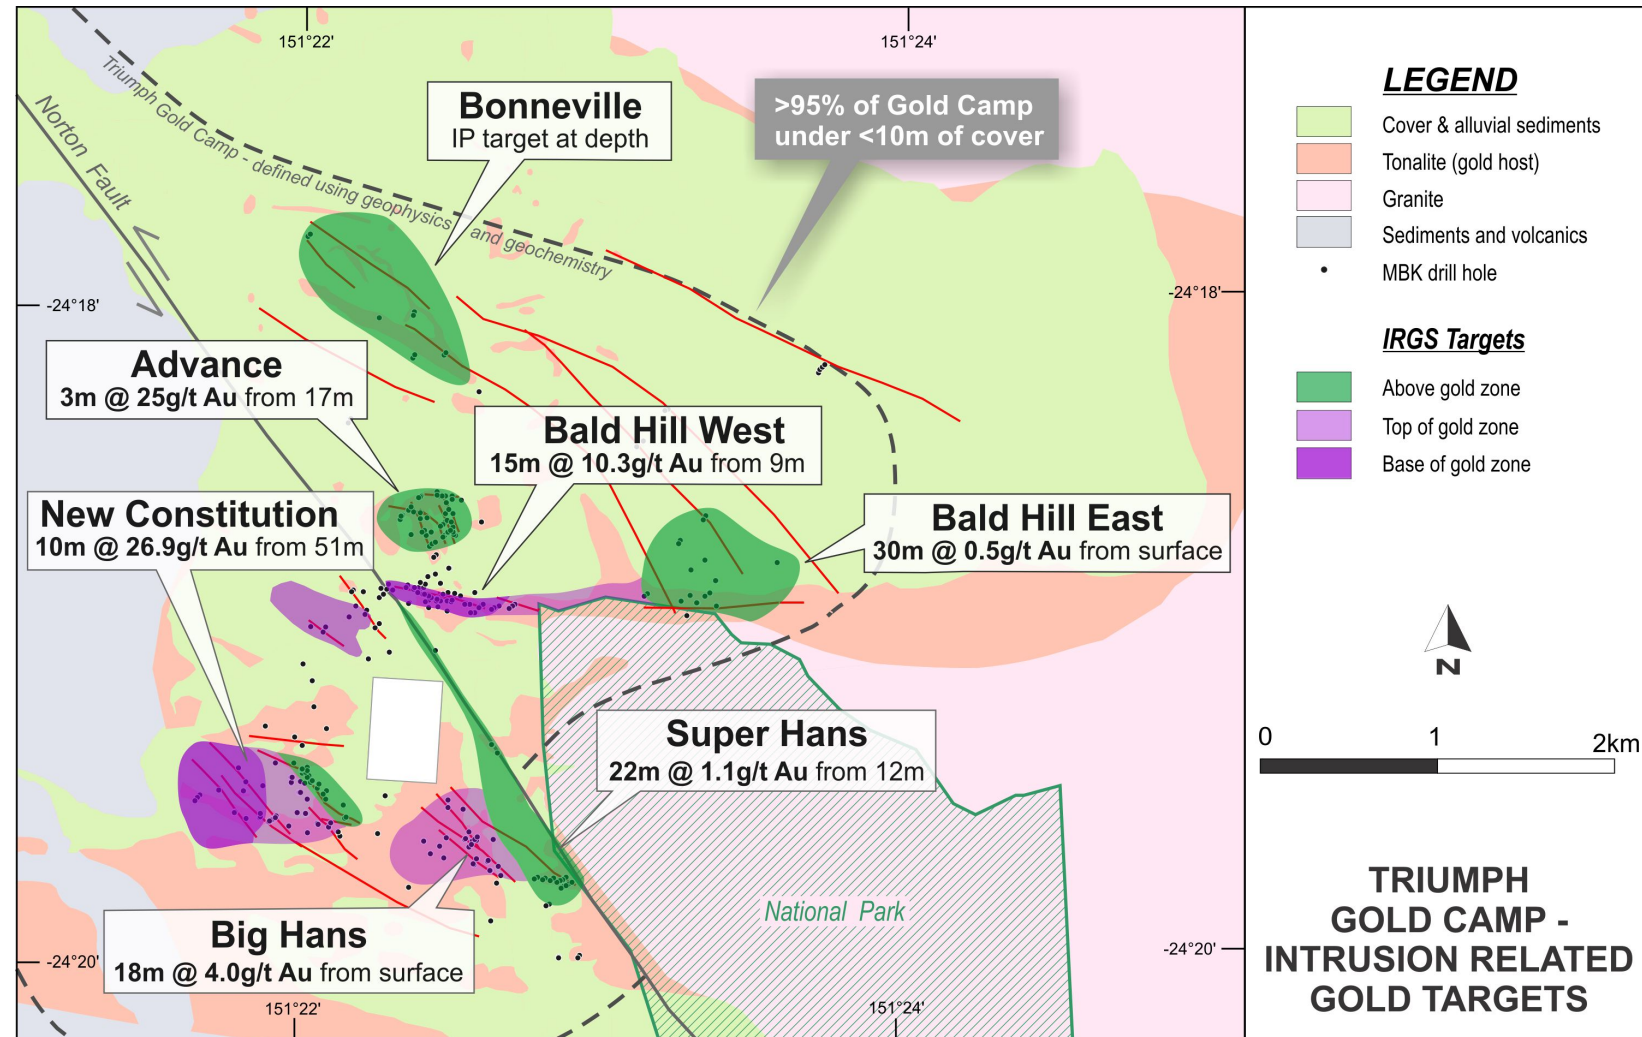 151°22'
151°24'
Triumph Gold Camp - defined using geophysics and geochemistry
Norton Fault
Bonneville
IP target at depth
>95% of Gold Camp
under <10m of cover
-24°18'
-24°18'
Advance
3m @ 25g/t Au from 17m
Bald Hill West
15m @ 10.3g/t Au from 9m
New Constitution
10m @ 26.9g/t Au from 51m
Bald Hill East
30m @ 0.5g/t Au from surface
Super Hans
22m @ 1.1g/t Au from 12m
National Park
Big Hans
18m @ 4.0g/t Au from surface
-24°20'
-24°20'
151°22'
151°24'
LEGEND
Cover & alluvial sediments
Tonalite (gold host)
Granite
Sediments and volcanics
MBK drill hole
IRGS Targets
Above gold zone
Top of gold zone
Base of gold zone
N
0 1 2km
TRIUMPH
GOLD CAMP -
INTRUSION RELATED
GOLD TARGETS